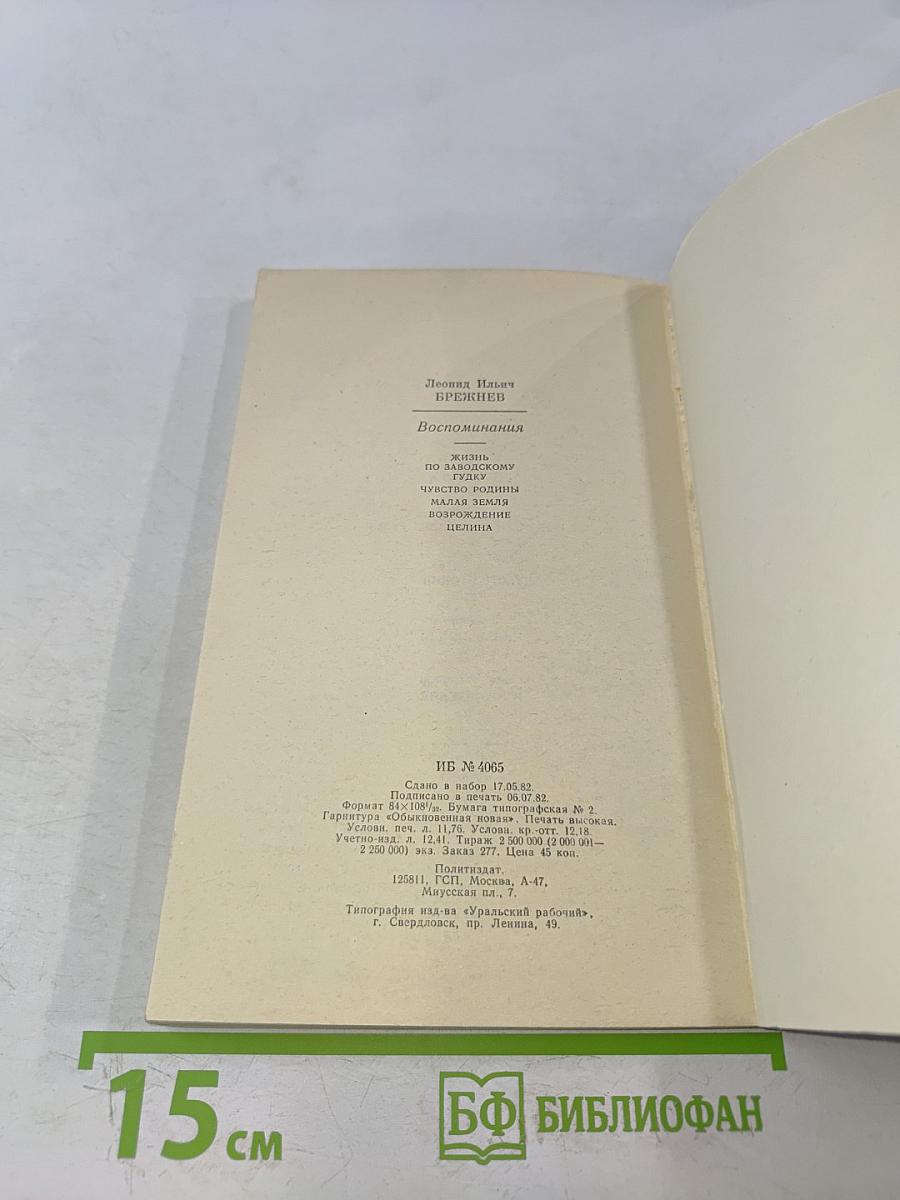 Леонид Ильич
БРЕЖНЕВ
Воспоминания
ЖИЗНЬ
ПО ЗАВОДСКОМУ
ГУДКУ
ЧУВСТВО РОДИНЫ
МАЛАЯ ЗЕМЛЯ
ВОЗРОЖДЕНИЕ
ЦЕЛИНА
ИБ № 4065
Сдано в набор 17.05.82.
Подписано в печать 06.07.82.
Формат 84×108¹/₃₂. Бумага типографская № 2.
Гарнитура «Обыкновенная новая». Печать высокая.
Условн. печ. л. 11,76. Условн. кр.-отт. 12,18.
Учетно-изд. л. 12,41. Тираж 2 500 000 (2 000 001—
2 250 000) экз. Заказ 277. Цена 45 коп.
Политиздат.
125811, ГСП, Москва, А-47,
Миусская пл., 7.
Типография изд-ва «Уральский рабочий»,
г. Свердловск, пр. Ленина, 49.
15 см
БФ БИБЛИОФАН